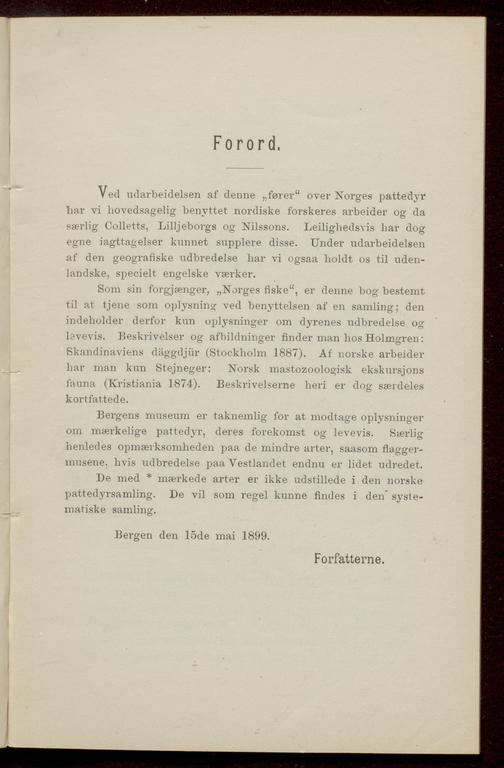 Forord.
Ved udarbeidelsen af denne „fører“ over Norges pattedyr
har vi hovedsagelig benyttet nordiske forskeres arbeider og da
særlig Colletts, Lilljeborgs og Nilssons. Leilighedsvis har dog
egne iagttagelser kunnet supplere disse. Under udarbeidelsen
af den geografiske udbredelse har vi ogsaa holdt os til uden-
landske, specielt engelske værker.
Som sin forgjænger, „Norges fiske“, er denne bog bestemt
til at tjene som oplysning ved benyttelsen af en samling; den
indeholder derfor kun oplysninger om dyrenes udbredelse og
levevis. Beskrivelser og afbildninger finder man hos Holmgren:
Skandinaviens däggdjür (Stockholm 1887). Af norske arbeider
har man kun Stejneger: Norsk mastozoologisk ekskursjons
fauna (Kristiania 1874). Beskrivelserne heri er dog særdeles
kortfattede.
Bergens museum er taknemlig for at modtage oplysninger
om mærkelige pattedyr, deres forekomst og levevis. Særlig
henledes opmærksomheden paa de mindre arter, saasom flagger-
musene, hvis udbredelse paa Vestlandet endnu er lidet udredet.
De med * mærkede arter er ikke udstillede i den norske
pattedyrsamling. De vil som regel kunne findes i den syste-
matiske samling.
Bergen den 15de mai 1899.
Forfatterne.